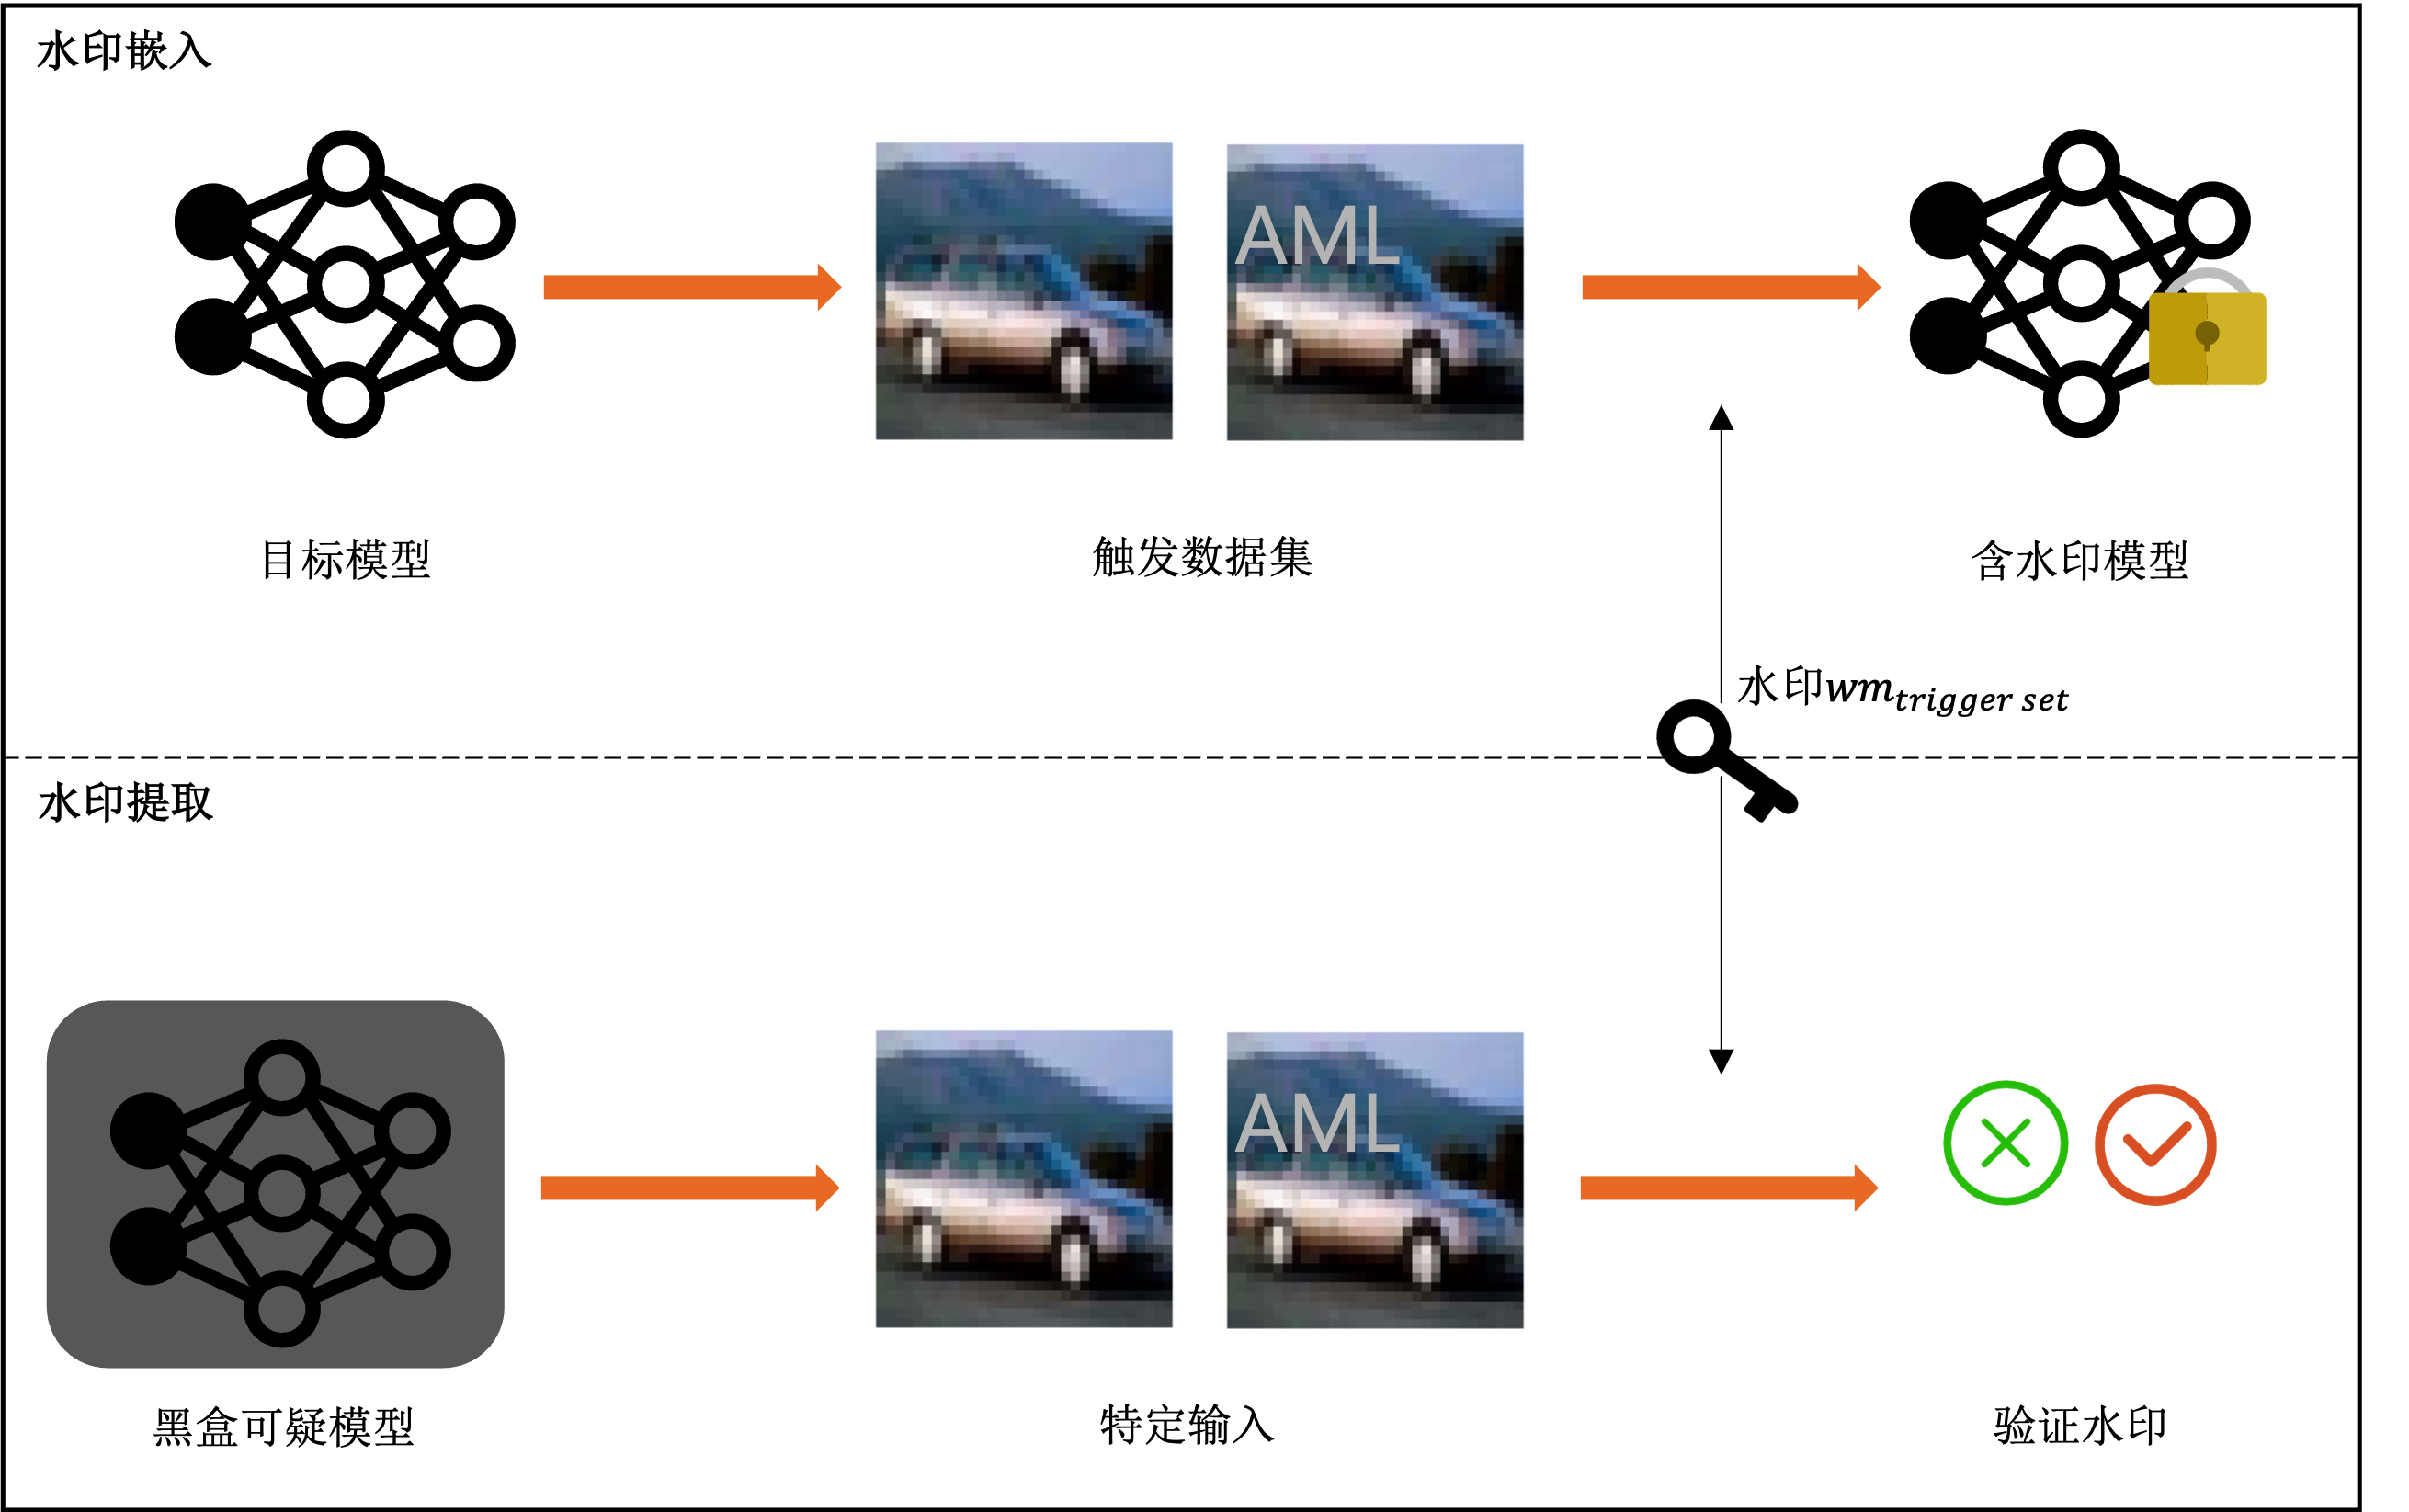 水印嵌入
AML
目标模型
触发数据集
含水印模型
水印wm_trigger set
水印提取
AML
黑盒可疑模型
特定输入
验证水印